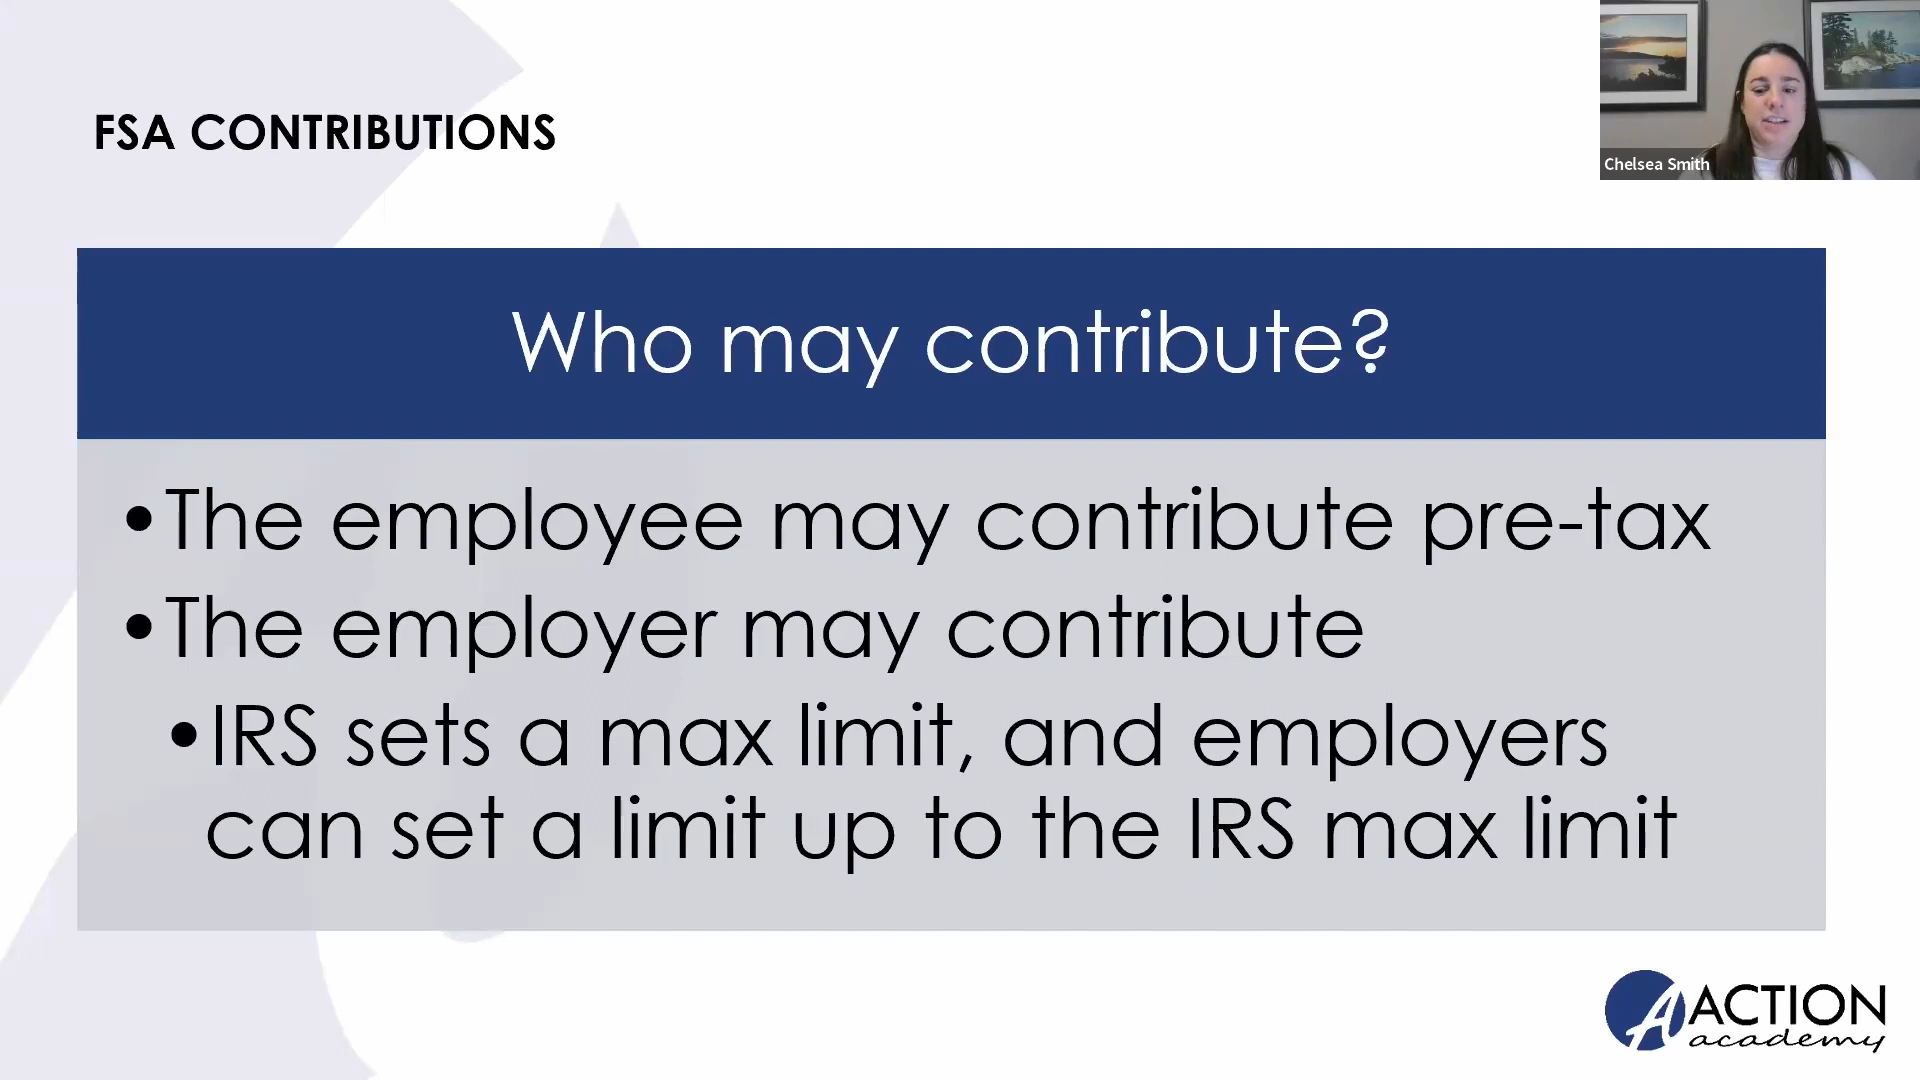 FSA CONTRIBUTIONS
Chelsea Smith
Who may contribute?
•The employee may contribute pre-tax
•The employer may contribute
•IRS sets a max limit, and employers
can set a limit up to the IRS max limit
A ACTION
academy